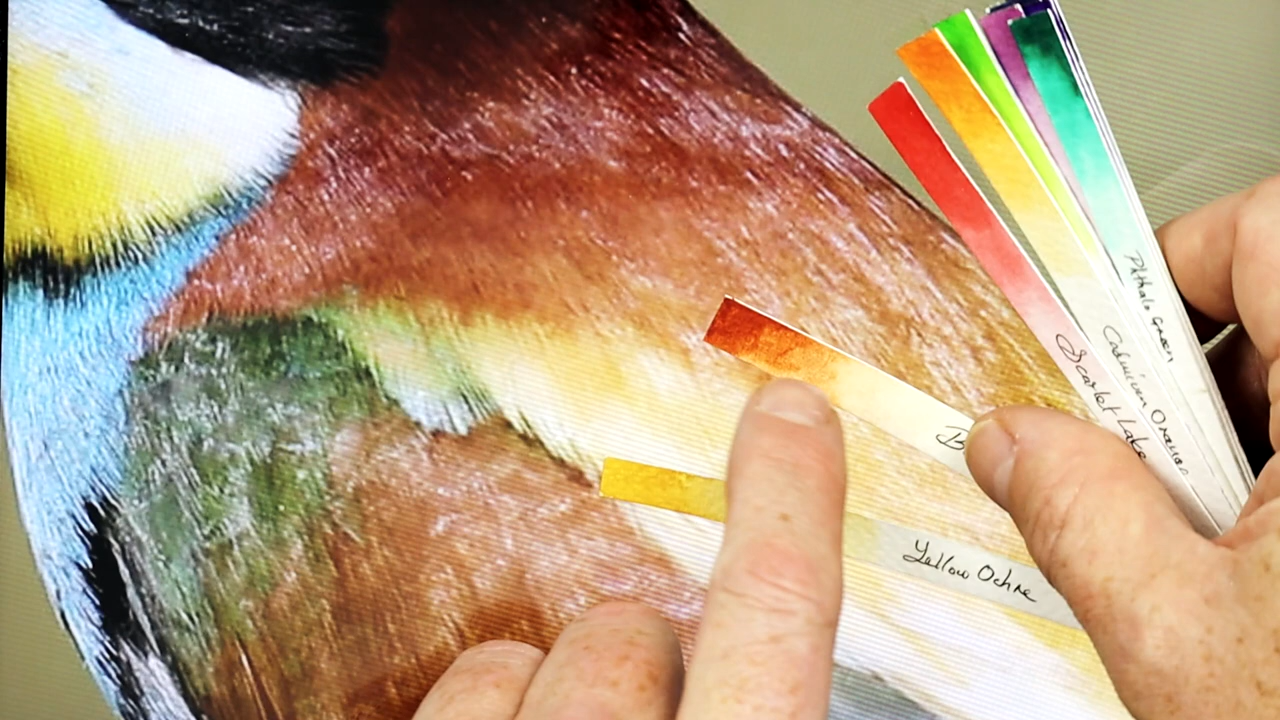 Phthalo Green
Cadmium Orange
Scarlet Lake
B
Yellow Ochre